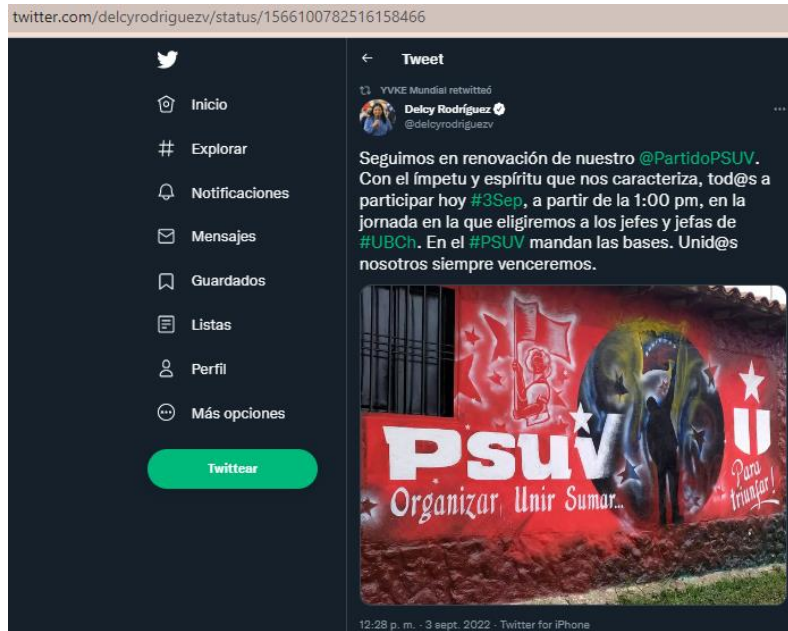 twitter.com/delcyrodriguezv/status/1566100782516158466
Inicio
Explorar
Notificaciones
Mensajes
Guardados
Listas
Perfil
Más opciones
Twittear
Tweet
YVKE Mundial retwitteó
Delcy Rodríguez
@delcyrodriguezv
Seguimos en renovación de nuestro @PartidoPSUV.
Con el ímpetu y espíritu que nos caracteriza, tod@s a
participar hoy #3Sep, a partir de la 1:00 pm, en la
jornada en la que eligiremos a los jefes y jefas de
#UBCh. En el #PSUV mandan las bases. Unid@s
nosotros siempre venceremos.
PSUV
Organizar, Unir Sumar...
U
Para
triunfar!
12:28 p. m. · 3 sept. 2022 · Twitter for iPhone